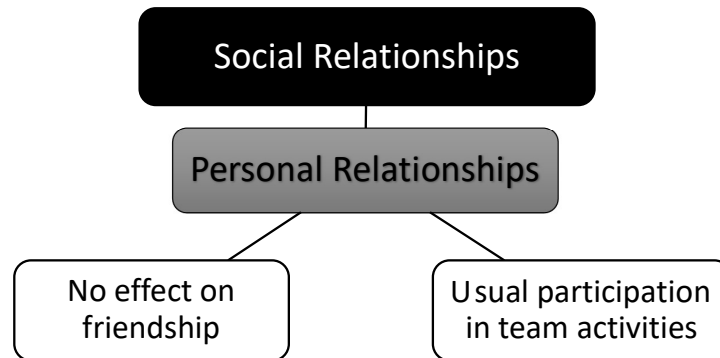 Social Relationships
Personal Relationships
No effect on
friendship
Usual participation
in team activities